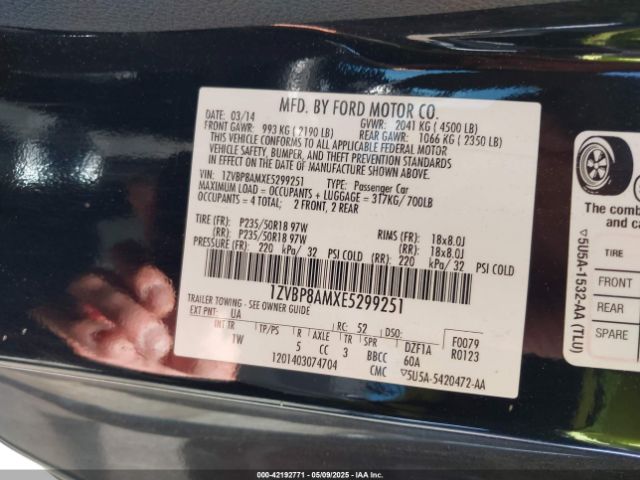 MFD. BY FORD MOTOR CO.
DATE: 03/14 GVWR: 2041 KG ( 4500 LB)
FRONT GAWR: 993 KG ( 2190 LB) REAR GAWR: 1066 KG ( 2350 LB)
THIS VEHICLE CONFORMS TO ALL APPLICABLE FEDERAL MOTOR
VEHICLE SAFETY, BUMPER, AND THEFT PREVENTION STANDARDS
IN EFFECT ON THE DATE OF MANUFACTURE SHOWN ABOVE.
VIN: 1ZVBP8AMXE5299251 TYPE: Passenger Car
MAXIMUM LOAD = OCCUPANTS + LUGGAGE = 317KG/ 700LB
OCCUPANTS = 4 TOTAL; 2 FRONT, 2 REAR
TIRE (FR): P235/50R18 97W RIMS (FR): 18x8.0J
(RR): P235/50R18 97W (RR): 18x8.0J
PRESSURE (FR): 220 kPa/ 32 PSI COLD (RR): 220 kPa/ 32 PSI COLD
1ZVBP8AMXE5299251
TRAILER TOWING - SEE OWNER GUIDE
EXT PNT: UA RC: 52 DSO: F0079
INT TR TP/PS R AXLE TR SPR DZF1A R0123
1W 5 CC 3 BBCC 60A
1201403074704 CMC ▽5U5A-5420472-AA
The comb
and ca
TIRE
FRONT
REAR
SPARE
▽5U5A-1532-AA (TLU)
00-42192771 - 05/09/2025 - IAAI.COM